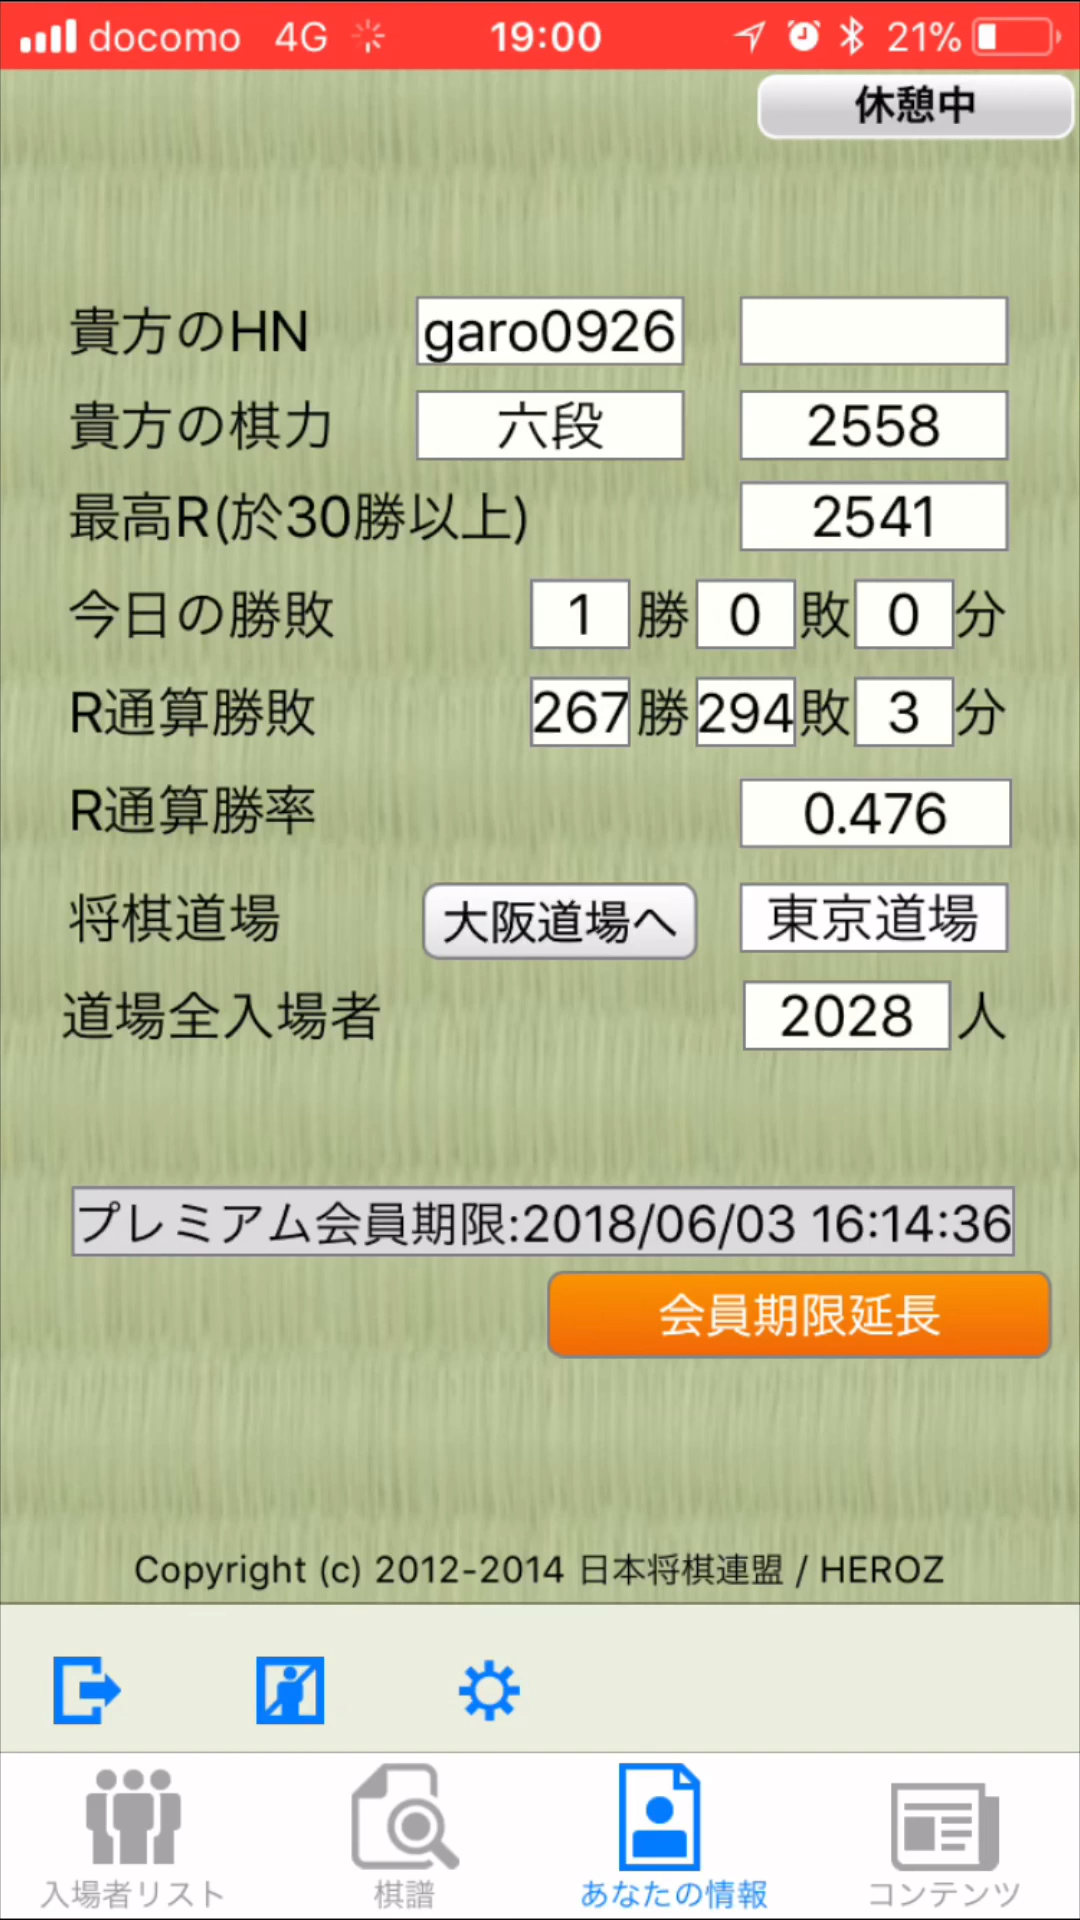 docomo 4G 19:00 21%
休憩中
貴方のHN garo0926
貴方の棋力 六段 2558
最高R(於30勝以上) 2541
今日の勝敗 1 勝 0 敗 0 分
R通算勝敗 267 勝 294 敗 3 分
R通算勝率 0.476
将棋道場 大阪道場へ 東京道場
道場全入場者 2028 人
プレミアム会員期限:2018/06/03 16:14:36
会員期限延長
Copyright (c) 2012-2014 日本将棋連盟 / HEROZ
入場者リスト 棋譜 あなたの情報 コンテンツ